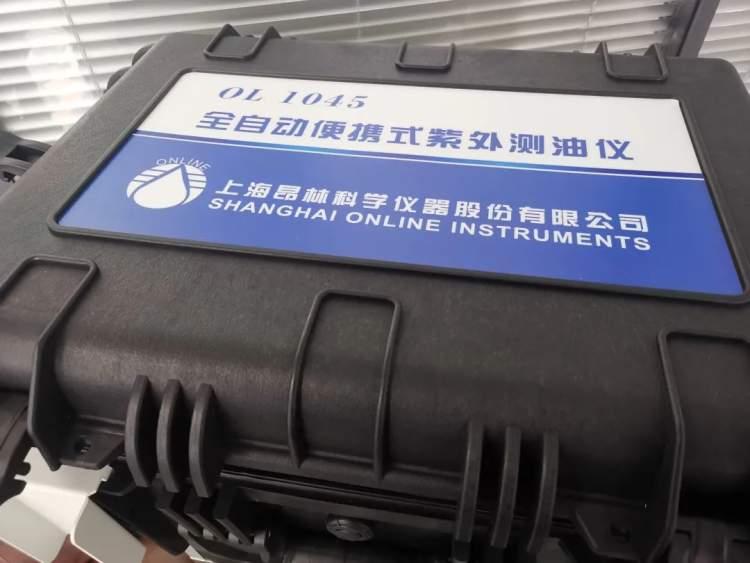 OL 1045
全自动便携式紫外测油仪
ONLINE
上海昂林科学仪器股份有限公司
SHANGHAI ONLINE INSTRUMENTS